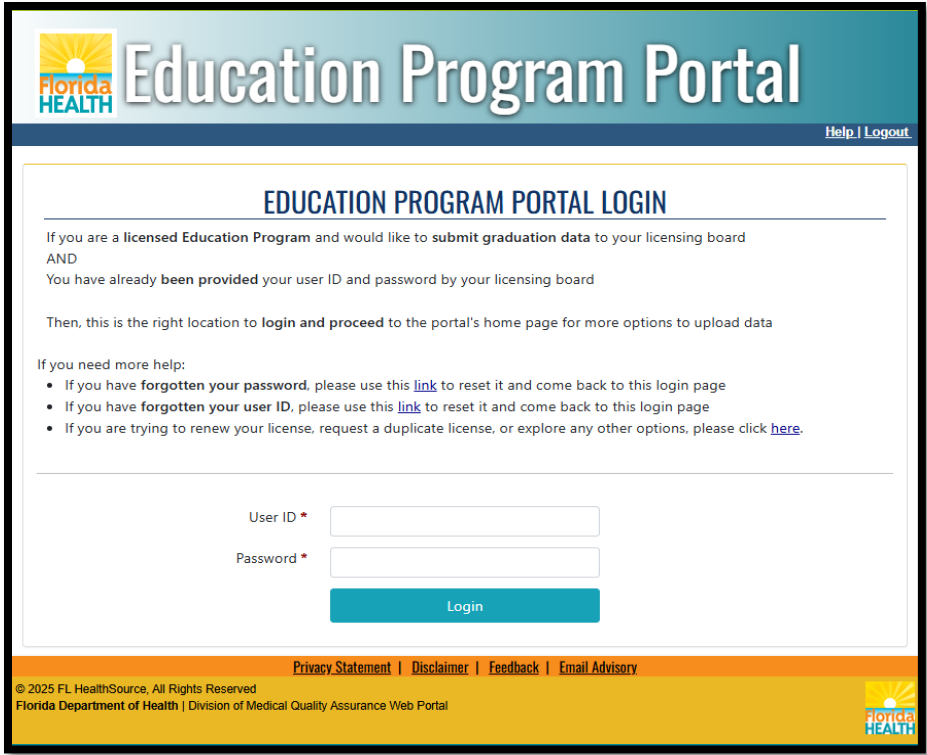 Florida
HEALTH
Education Program Portal
Help | Logout
EDUCATION PROGRAM PORTAL LOGIN
If you are a licensed Education Program and would like to submit graduation data to your licensing board
AND
You have already been provided your user ID and password by your licensing board
Then, this is the right location to login and proceed to the portal's home page for more options to upload data
If you need more help:
• If you have forgotten your password, please use this link to reset it and come back to this login page
• If you have forgotten your user ID, please use this link to reset it and come back to this login page
• If you are trying to renew your license, request a duplicate license, or explore any other options, please click here.
User ID *
Password *
Login
Privacy Statement | Disclaimer | Feedback | Email Advisory
© 2025 FL HealthSource, All Rights Reserved
Florida Department of Health | Division of Medical Quality Assurance Web Portal
Florida
HEALTH